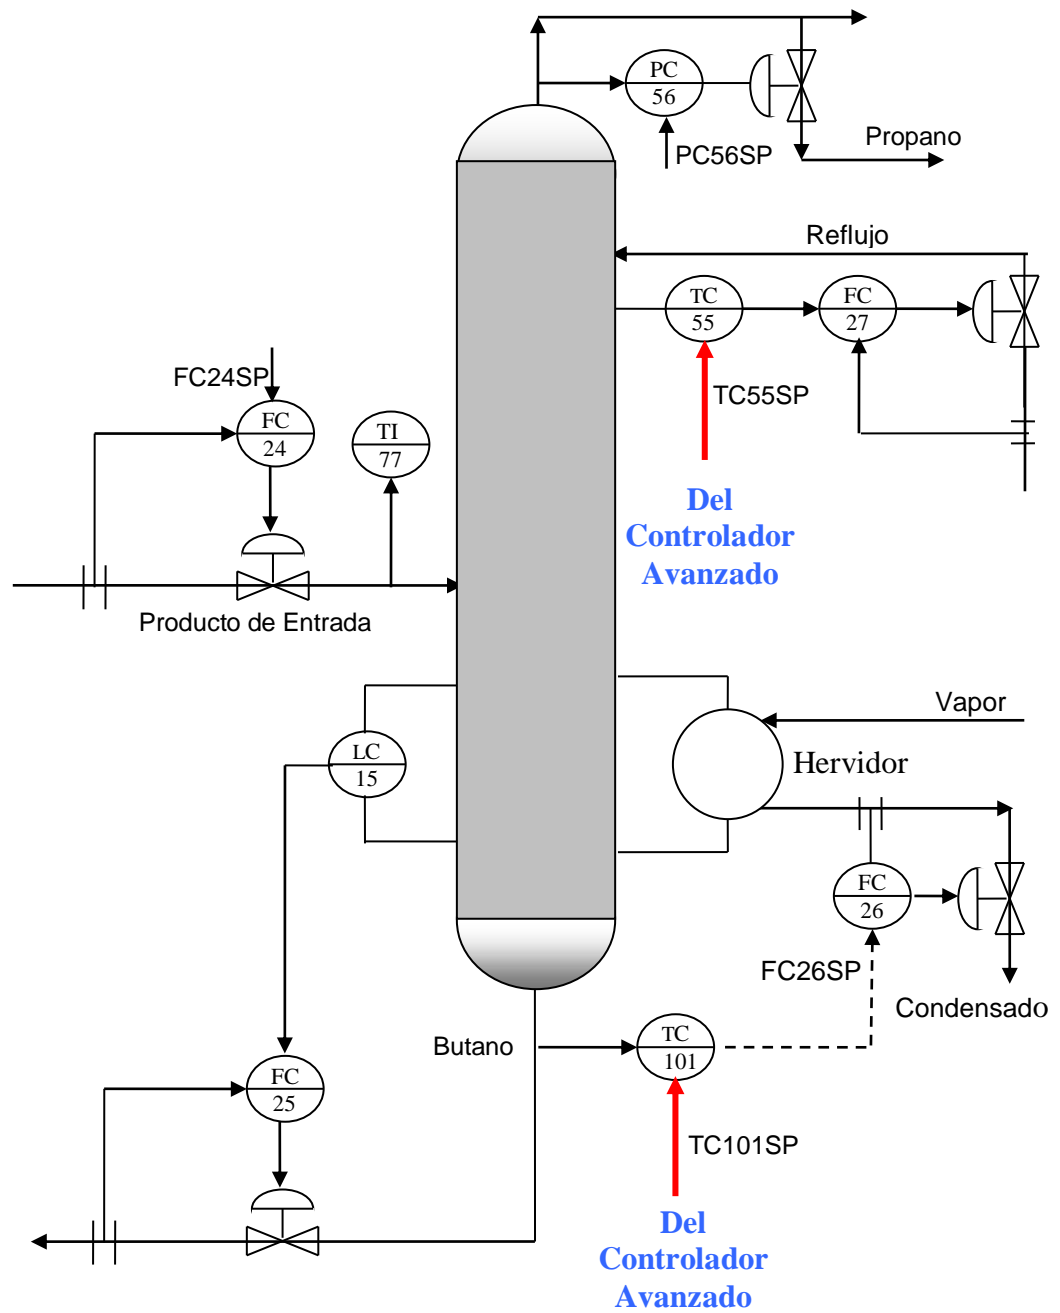 PC
56
PC56SP
Propano
Reflujo
TC
55
FC
27
TC55SP
FC24SP
FC
24
TI
77
Del
Controlador
Avanzado
Producto de Entrada
Vapor
LC
15
Hervidor
FC
26
FC26SP
Condensado
Butano
TC
101
FC
25
TC101SP
Del
Controlador
Avanzado